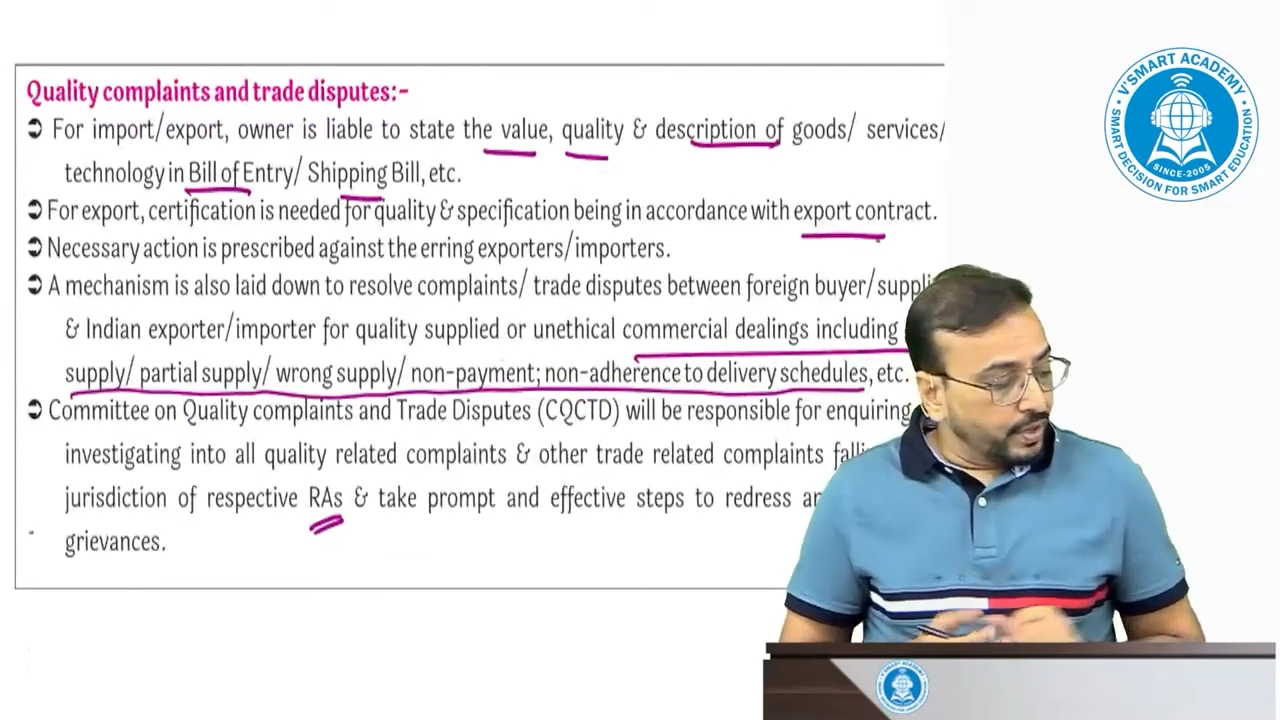 Quality complaints and trade disputes:-
➲ For import/export, owner is liable to state the value, quality & description of goods/ services/
technology in Bill of Entry/ Shipping Bill, etc.
➲ For export, certification is needed for quality & specification being in accordance with export contract.
➲ Necessary action is prescribed against the erring exporters/importers.
➲ A mechanism is also laid down to resolve complaints/ trade disputes between foreign buyer/
& Indian exporter/importer for quality supplied or unethical commercial dealings including
supply/ partial supply/ wrong supply/ non-payment; non-adherence to delivery schedules, etc.
➲ Committee on Quality complaints and Trade Disputes (CQCTD) will be responsible for enquiring
investigating into all quality related complaints & other trade related complaints
jurisdiction of respective RAs & take prompt and effective steps to redress
grievances.
V'SMART ACADEMY
SINCE-2005
SMART DECISION FOR SMART EDUCATION
V'SMART ACADEMY